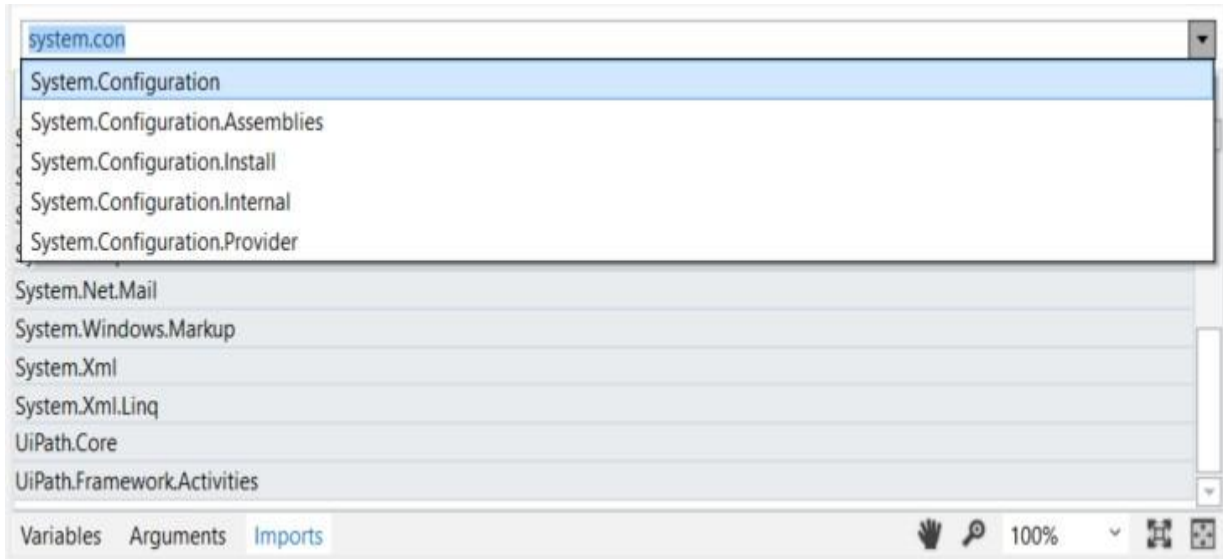 system.con
System.Configuration
System.Configuration.Assemblies
System.Configuration.Install
System.Configuration.Internal
System.Configuration.Provider
System.Net.Mail
System.Windows.Markup
System.Xml
System.Xml.Linq
UiPath.Core
UiPath.Framework.Activities
Variables Arguments Imports 100%